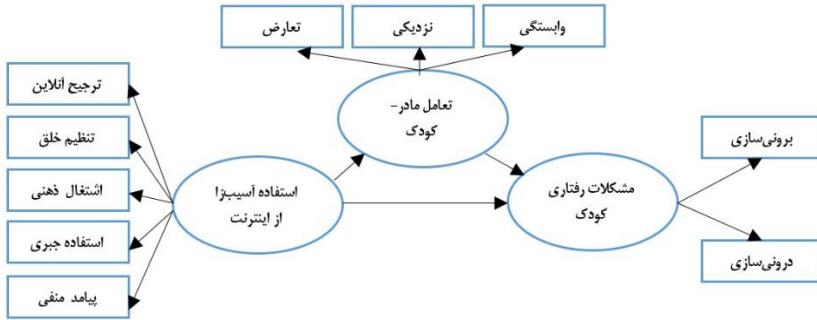 وابستگی
نزدیکی
تعارض
تعامل مادر-
کودک
ترجیح آنلاین
تنظیم خلق
اشتغال ذهنی
استفاده جبری
پیامد منفی
استفاده آسیب‌زا
از اینترنت
مشکلات رفتاری
کودک
برونی‌سازی
درونی‌سازی